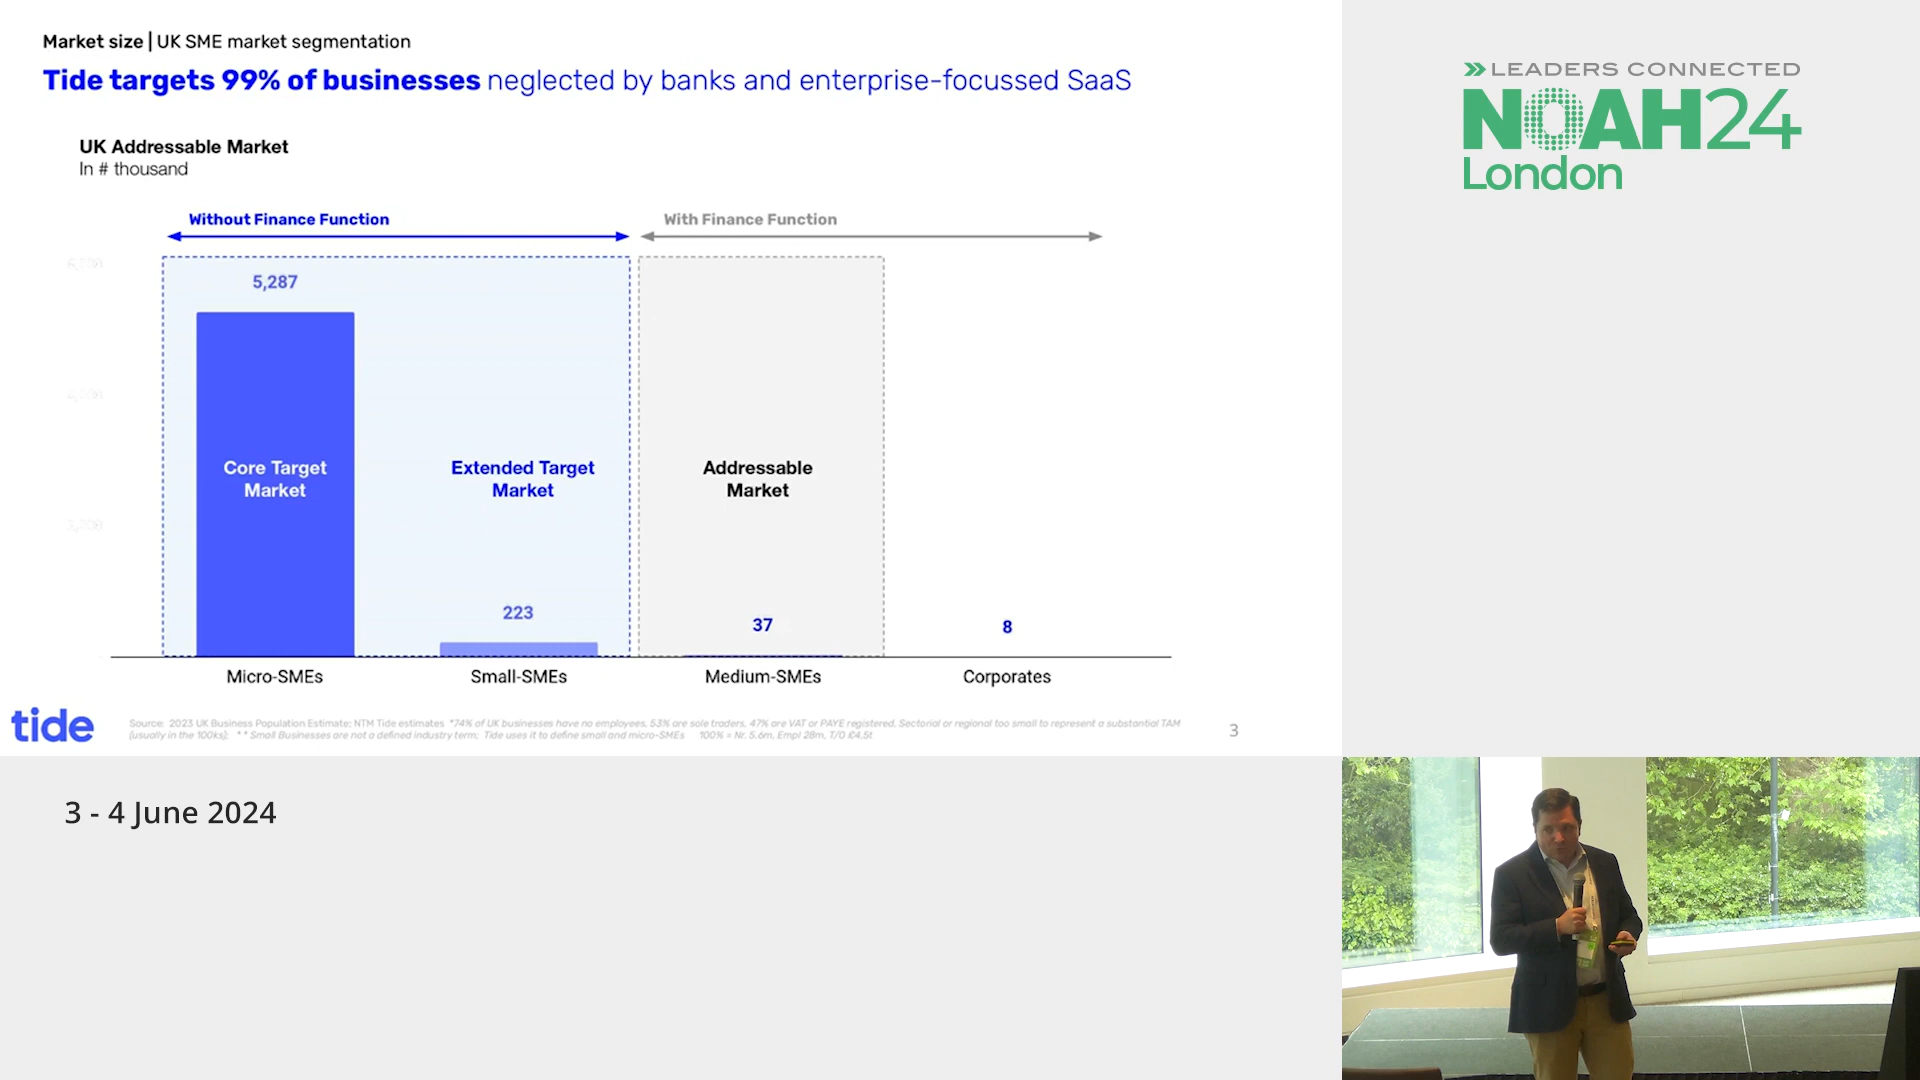 Market size | UK SME market segmentation
Tide targets 99% of businesses neglected by banks and enterprise-focussed SaaS
UK Addressable Market
In # thousand
Without Finance Function
With Finance Function
5,287
Core Target
Market
Extended Target
Market
Addressable
Market
223
37
8
Micro-SMEs
Small-SMEs
Medium-SMEs
Corporates
tide
Source: 2023 UK Business Population Estimate; NTM Tide estimates *74% of UK businesses have no employees, 53% are sole traders, 47% are VAT or PAYE registered. Sectorial or regional too small to represent a substantial TAM
(usually in the 100ks); ** Small Businesses are not a defined industry term; Tide uses it to define small and micro-SMEs 100% = Nr. 5.6m, Empl 28m, T/O £4,5t
3
LEADERS CONNECTED
NOAH24
London
3 - 4 June 2024